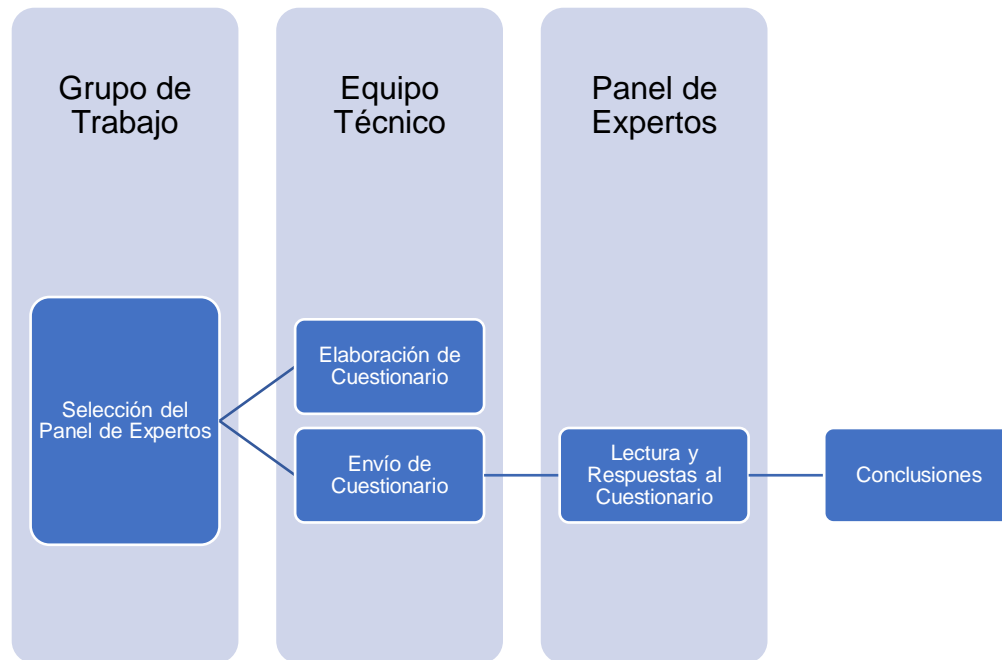 Grupo de
Trabajo
Equipo
Técnico
Panel de
Expertos
Selección del
Panel de Expertos
Elaboración de
Cuestionario
Envío de
Cuestionario
Lectura y
Respuestas al
Cuestionario
Conclusiones